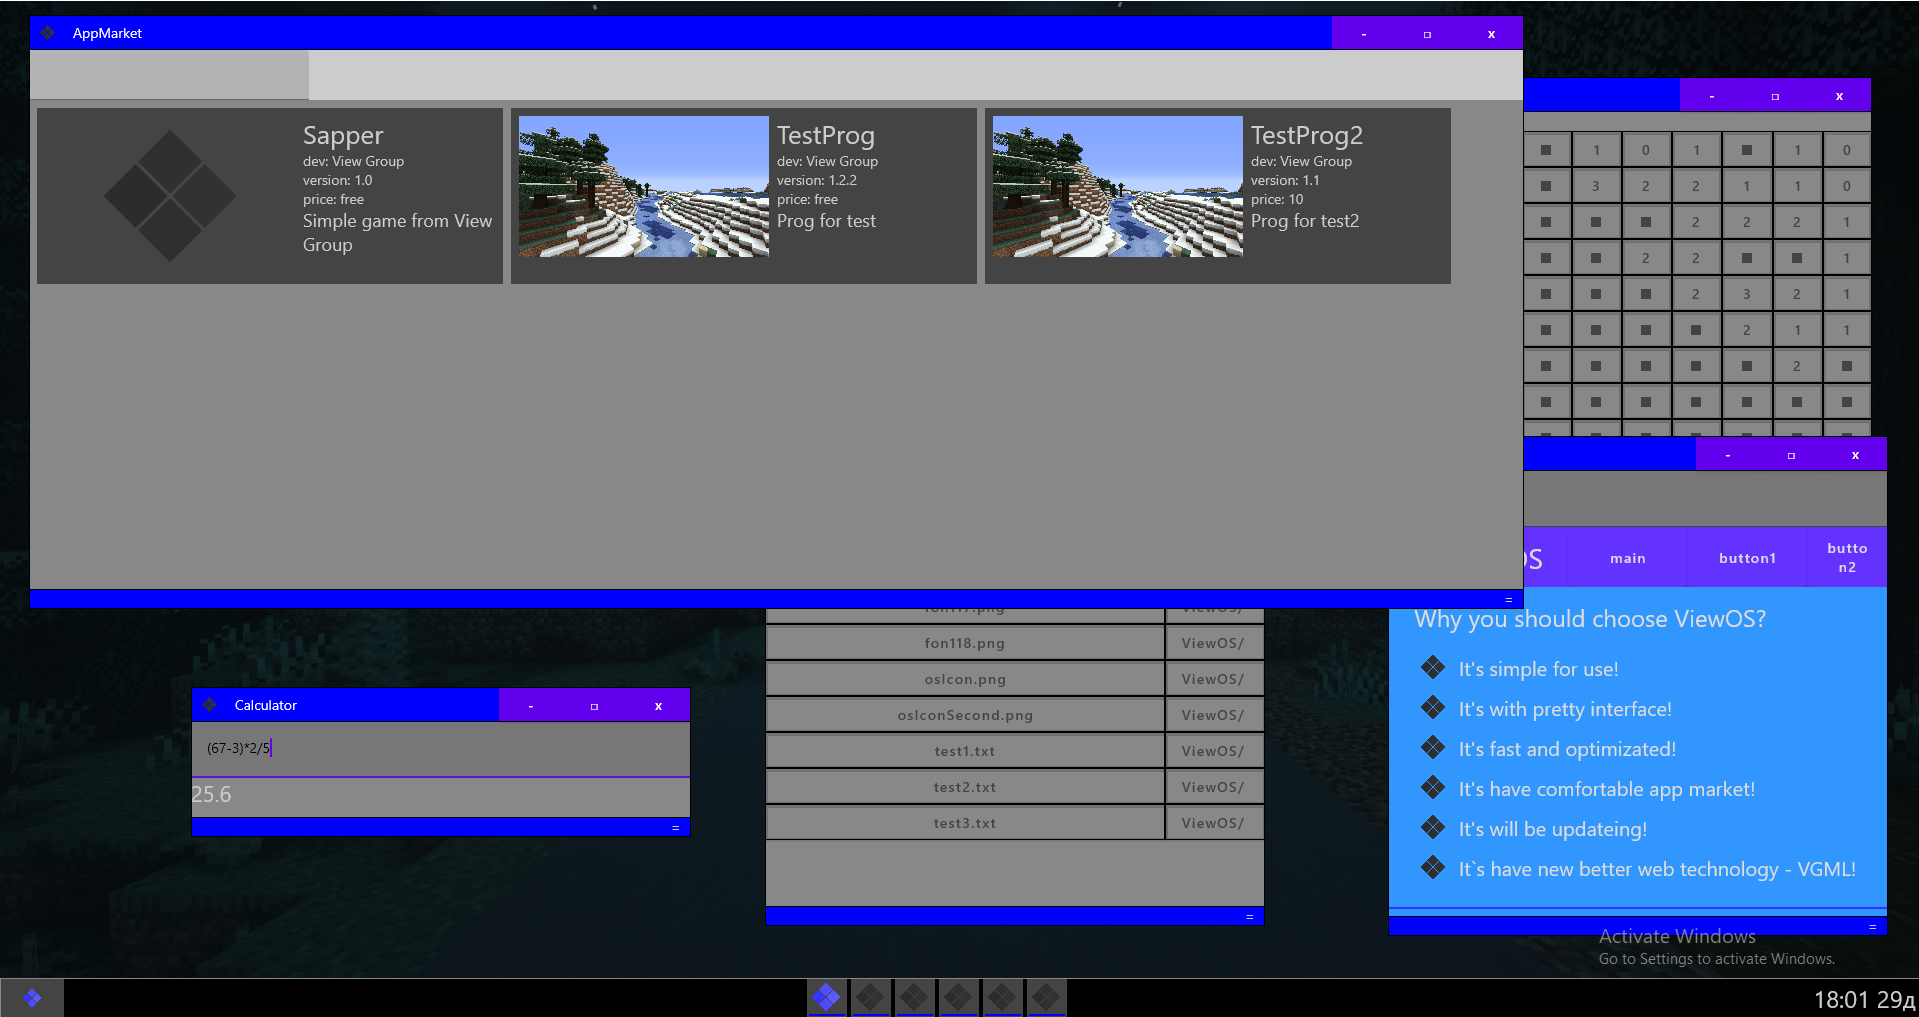 AppMarket
- □ x
Sapper
dev: View Group
version: 1.0
price: free
Simple game from View
Group
TestProg
dev: View Group
version: 1.2.2
price: free
Prog for test
TestProg2
dev: View Group
version: 1.1
price: 10
Prog for test2
=
- □ x
■ 1 0 1 ■ 1 0
■ 3 2 2 1 1 0
■ ■ ■ 2 2 2 1
■ ■ 2 2 ■ ■ 1
■ ■ ■ 2 3 2 1
■ ■ ■ ■ 2 1 1
■ ■ ■ ■ ■ 2 ■
■ ■ ■ ■ ■ ■ ■
- □ x
OS
main
button1
butto
n2
Why you should choose ViewOS?
It's simple for use!
It's with pretty interface!
It's fast and optimizated!
It's have comfortable app market!
It's will be updateing!
It`s have new better web technology - VGML!
=
fon117.png ViewOS/
fon118.png ViewOS/
osIcon.png ViewOS/
osIconSecond.png ViewOS/
test1.txt ViewOS/
test2.txt ViewOS/
test3.txt ViewOS/
=
Calculator
- □ x
(67-3)*2/5
25.6
=
Activate Windows
Go to Settings to activate Windows.
18:01 29д